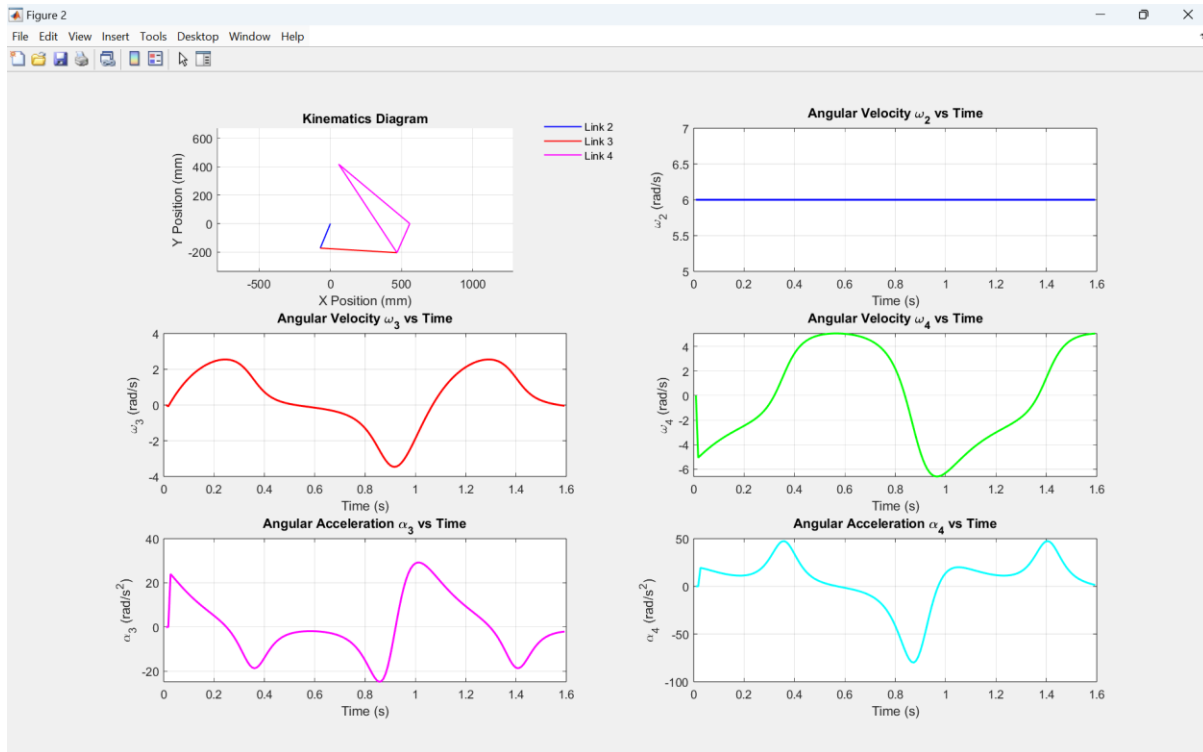 Figure 2
File Edit View Insert Tools Desktop Window Help
Kinematics Diagram
Link 2
Link 3
Link 4
Y Position (mm)
600
400
200
0
-200
-500 0 500 1000
X Position (mm)
Angular Velocity ω2 vs Time
ω2 (rad/s)
7
6.5
6
5.5
5
0 0.2 0.4 0.6 0.8 1 1.2 1.4 1.6
Time (s)
Angular Velocity ω3 vs Time
ω3 (rad/s)
4
2
0
-2
-4
0 0.2 0.4 0.6 0.8 1 1.2 1.4 1.6
Time (s)
Angular Velocity ω4 vs Time
ω4 (rad/s)
4
2
0
-2
-4
-6
0 0.2 0.4 0.6 0.8 1 1.2 1.4 1.6
Time (s)
Angular Acceleration α3 vs Time
α3 (rad/s²)
40
20
0
-20
0 0.2 0.4 0.6 0.8 1 1.2 1.4 1.6
Time (s)
Angular Acceleration α4 vs Time
α4 (rad/s²)
50
0
-50
-100
0 0.2 0.4 0.6 0.8 1 1.2 1.4 1.6
Time (s)